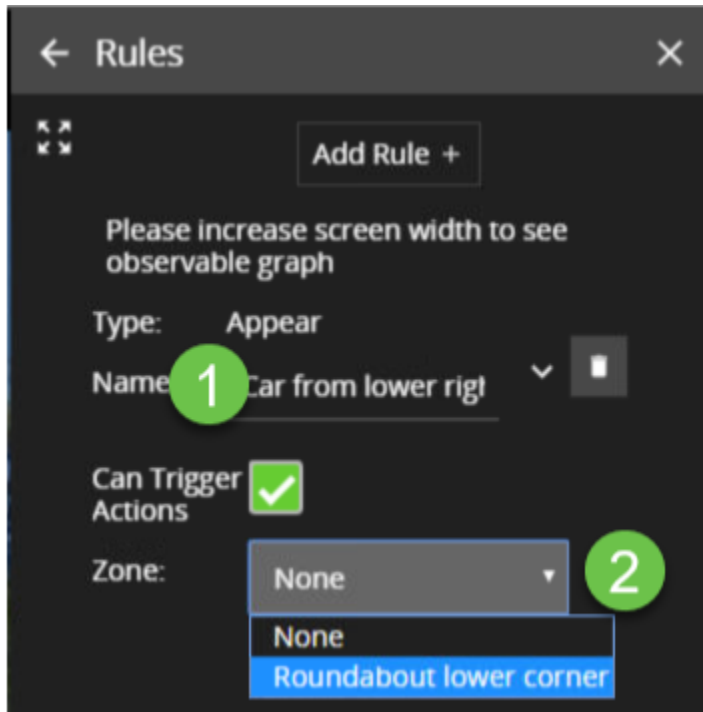 Rules
Add Rule +
Please increase screen width to see
observable graph
Type: Appear
Name 1 Car from lower rigt
Can Trigger
Actions
Zone: None 2
None
Roundabout lower corner